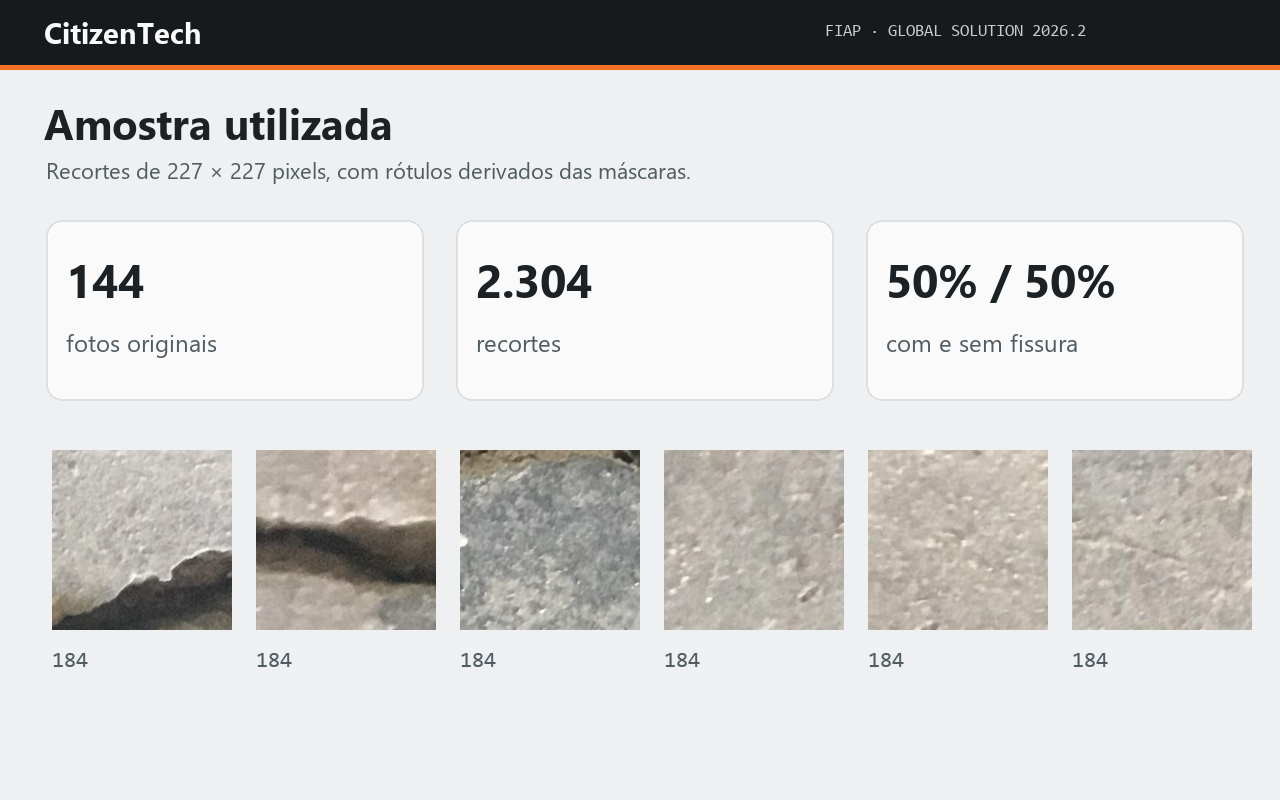 CitizenTech
FIAP · GLOBAL SOLUTION 2026.2
Amostra utilizada
Recortes de 227 × 227 pixels, com rótulos derivados das máscaras.
144
fotos originais
2.304
recortes
50% / 50%
com e sem fissura
184
184
184
184
184
184